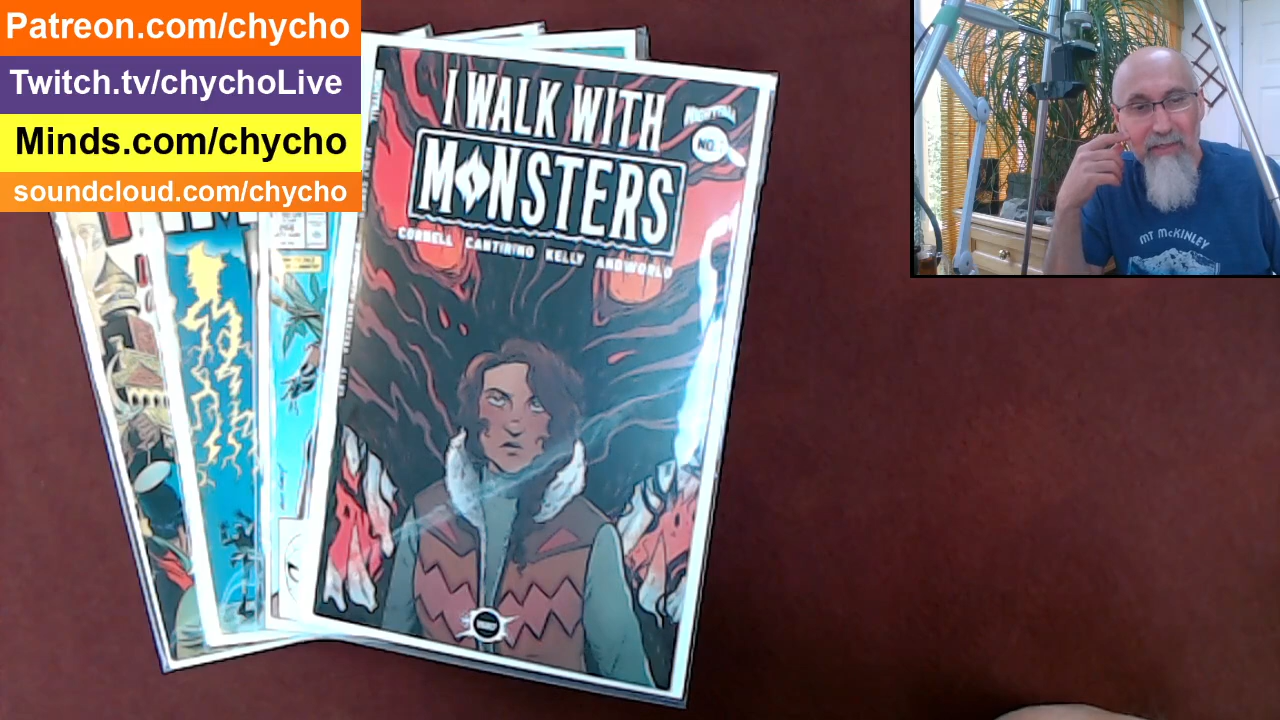 Patreon.com/chycho
Twitch.tv/chychoLive
Minds.com/chycho
soundcloud.com/chycho
I WALK WITH
MONSTERS
NO.
CORNELL CANTIRINO KELLY ANDWORLD
MT McKINLEY